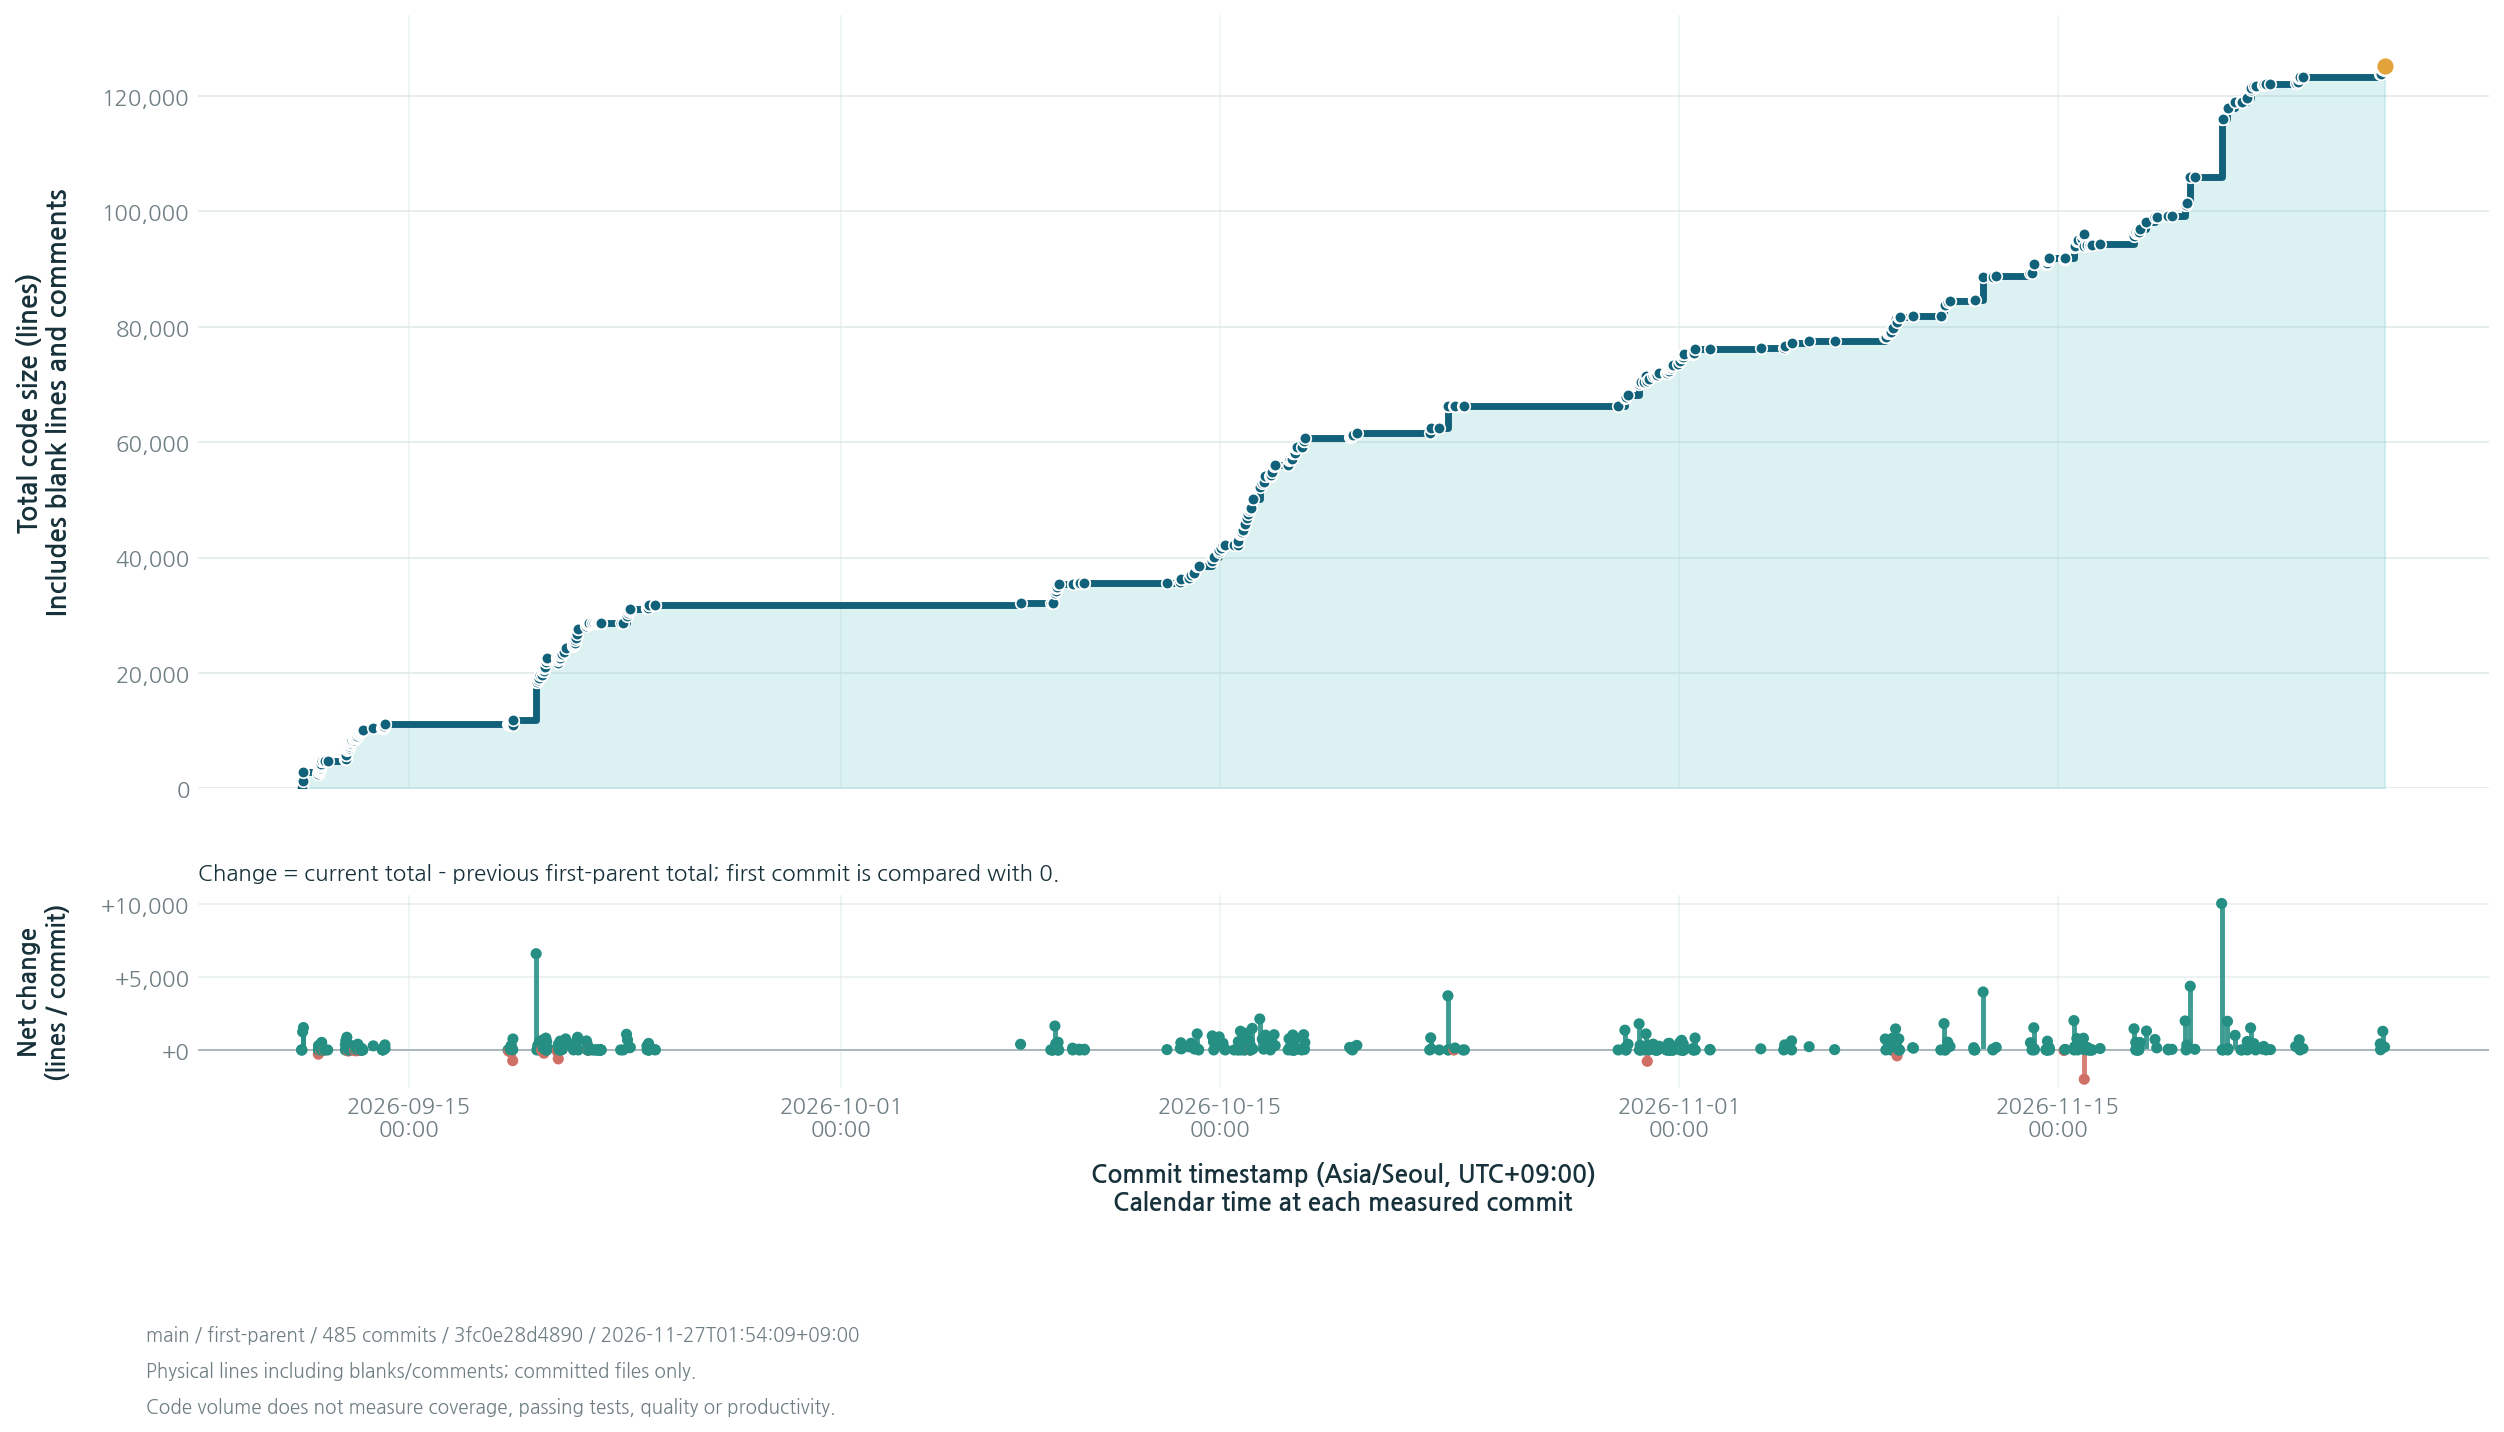 Total code size (lines)
Includes blank lines and comments
120,000
100,000
80,000
60,000
40,000
20,000
0
Change = current total - previous first-parent total; first commit is compared with 0.
Net change
(lines / commit)
+10,000
+5,000
+0
2026-09-15
00:00
2026-10-01
00:00
2026-10-15
00:00
2026-11-01
00:00
2026-11-15
00:00
Commit timestamp (Asia/Seoul, UTC+09:00)
Calendar time at each measured commit
main / first-parent / 485 commits / 3fc0e28d4890 / 2026-11-27T01:54:09+09:00
Physical lines including blanks/comments; committed files only.
Code volume does not measure coverage, passing tests, quality or productivity.